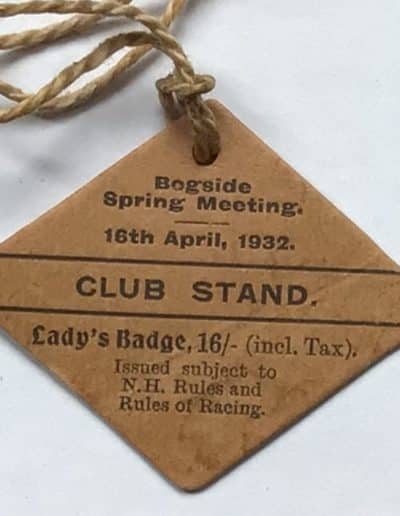 Bogside
Spring Meeting.
16th April, 1932.
CLUB STAND.
Lady's Badge, 16/- (incl. Tax).
Issued subject to
N.H. Rules and
Rules of Racing.